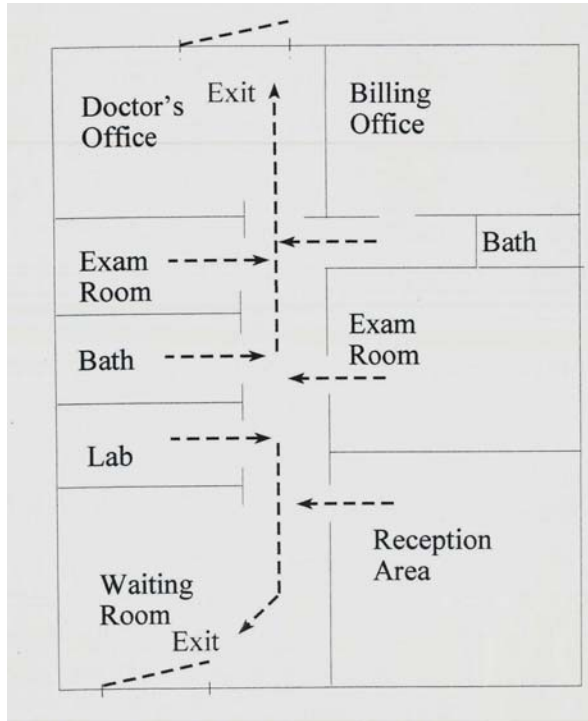 Exit
Doctor's
Office
Billing
Office
Exam
Room
Bath
Bath
Exam
Room
Lab
Reception
Area
Waiting
Room
Exit